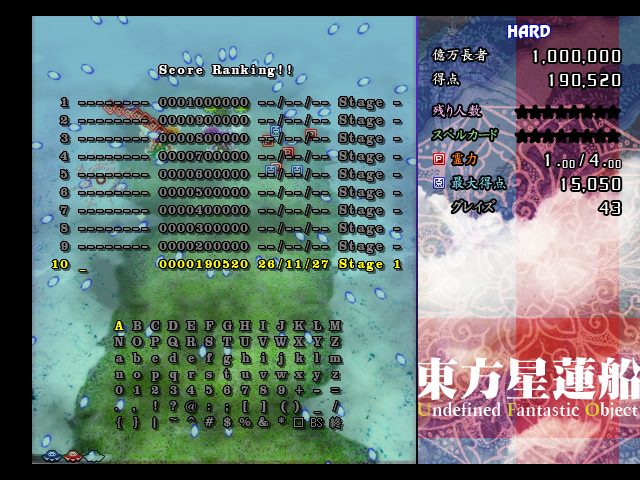 HARD
Score Ranking!!
億万長者 1,000,000
得点 190,520
残り人数 ★★★★★★★★
スペルカード ★★★★★★★★
P 霊力 1.00/4.00
点 最大得点 15,050
グレイズ 43
1 -------- 0001000000 --/--/-- Stage -
2 -------- 0000900000 --/--/-- Stage -
3 -------- 0000800000 --/--/-- Stage -
4 -------- 0000700000 --/--/-- Stage -
5 -------- 0000600000 --/--/-- Stage -
6 -------- 0000500000 --/--/-- Stage -
7 -------- 0000400000 --/--/-- Stage -
8 -------- 0000300000 --/--/-- Stage -
9 -------- 0000200000 --/--/-- Stage -
10 _ 0000190520 26/11/27 Stage 1
A B C D E F G H I J K L M
N O P Q R S T U V W X Y Z
a b c d e f g h i j k l m
n o p q r s t u v w x y z
0 1 2 3 4 5 6 7 8 9 + - =
. , ! ? @ : ; [ ] ( ) _ /
{ } | ~ ^ # $ % & * □ BS 終
東方星蓮船
Undefined Fantastic Object